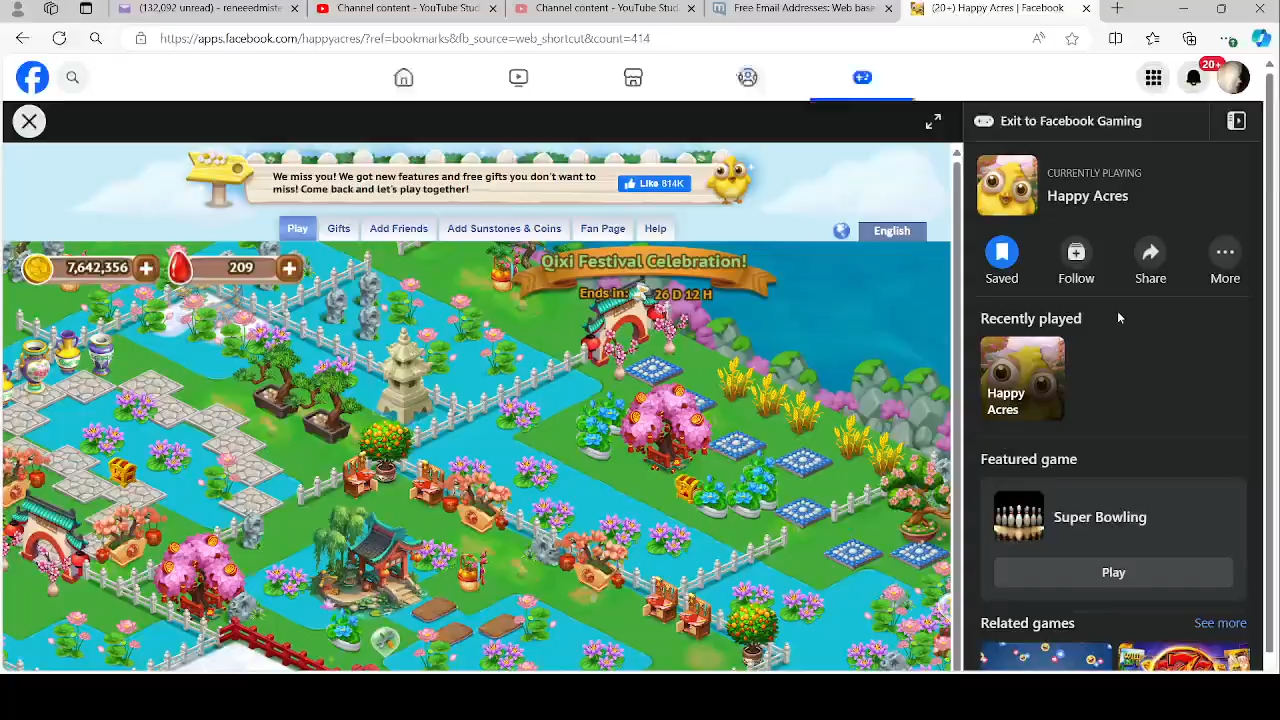 (132,092 unread) - reneeedmiste
Channel content - YouTube Stud
Channel content - YouTube Stud
Free Email Addresses: Web base
(20+) Happy Acres | Facebook
https://apps.facebook.com/happyacres/?ref=bookmarks&fb_source=web_shortcut&count=414
20+
Exit to Facebook Gaming
We miss you! We got new features and free gifts you don't want to
miss! Come back and let's play together!
Like 814K
CURRENTLY PLAYING
Happy Acres
Play
Gifts
Add Friends
Add Sunstones & Coins
Fan Page
Help
English
7,642,356
209
Qixi Festival Celebration!
Ends in: 26 D 12 H
Saved
Follow
Share
More
Recently played
Happy
Acres
Featured game
Super Bowling
Play
Related games
See more